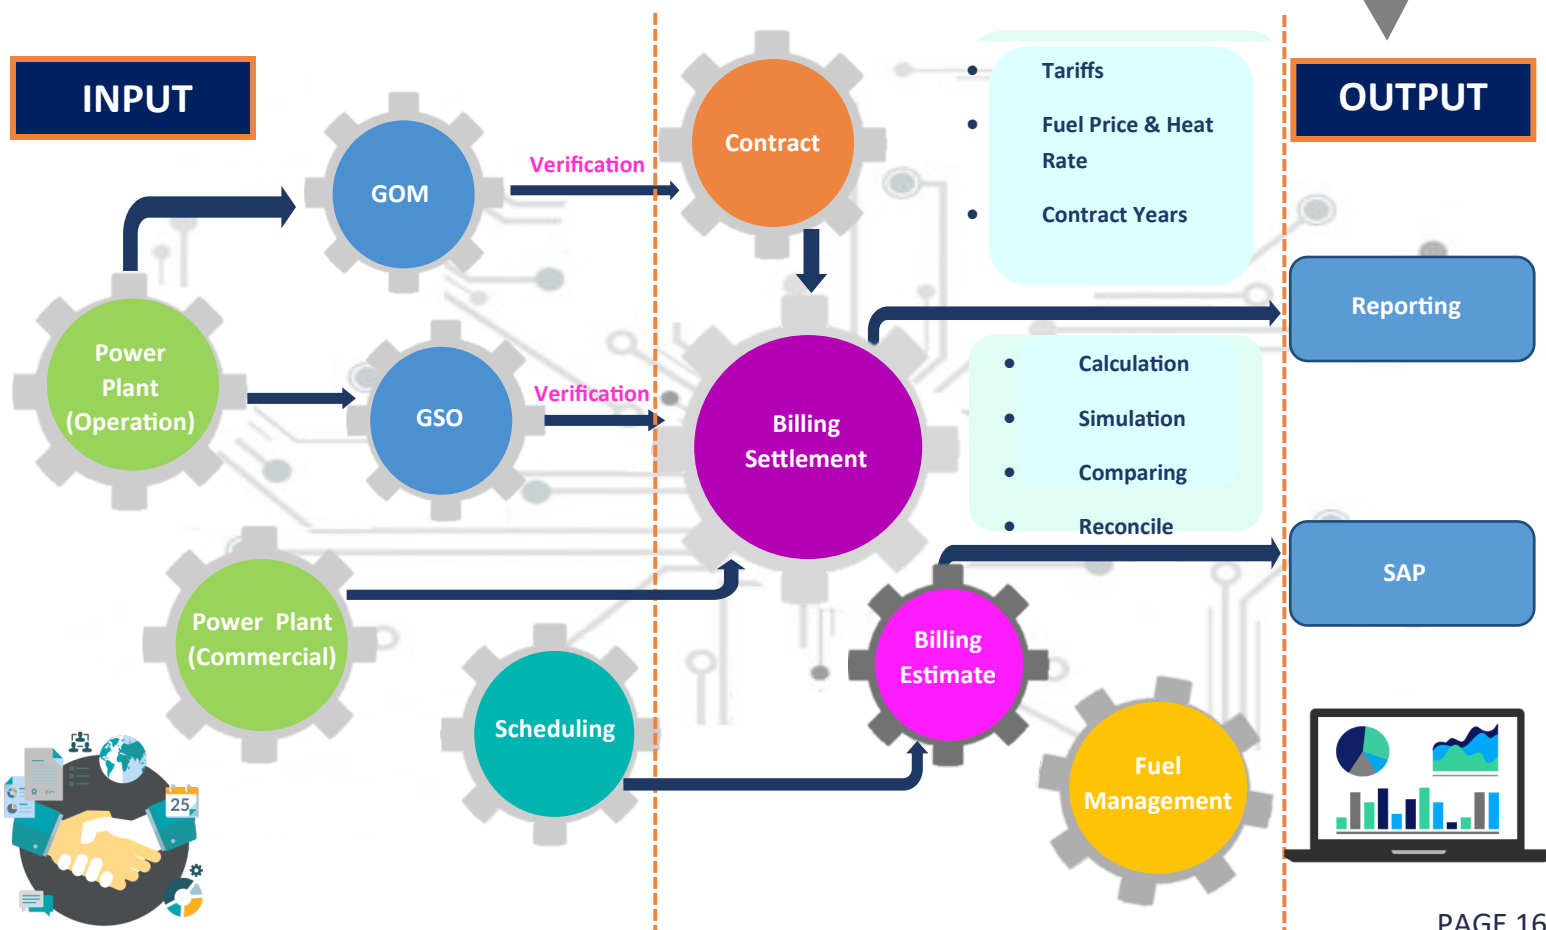 INPUT
OUTPUT
GOM
Verification
Contract
• Tariffs
• Fuel Price & Heat
Rate
• Contract Years
Reporting
Power
Plant
(Operation)
GSO
Verification
Billing
Settlement
• Calculation
• Simulation
• Comparing
• Reconcile
SAP
Power Plant
(Commercial)
Scheduling
Billing
Estimate
Fuel
Management
25
PAGE 16